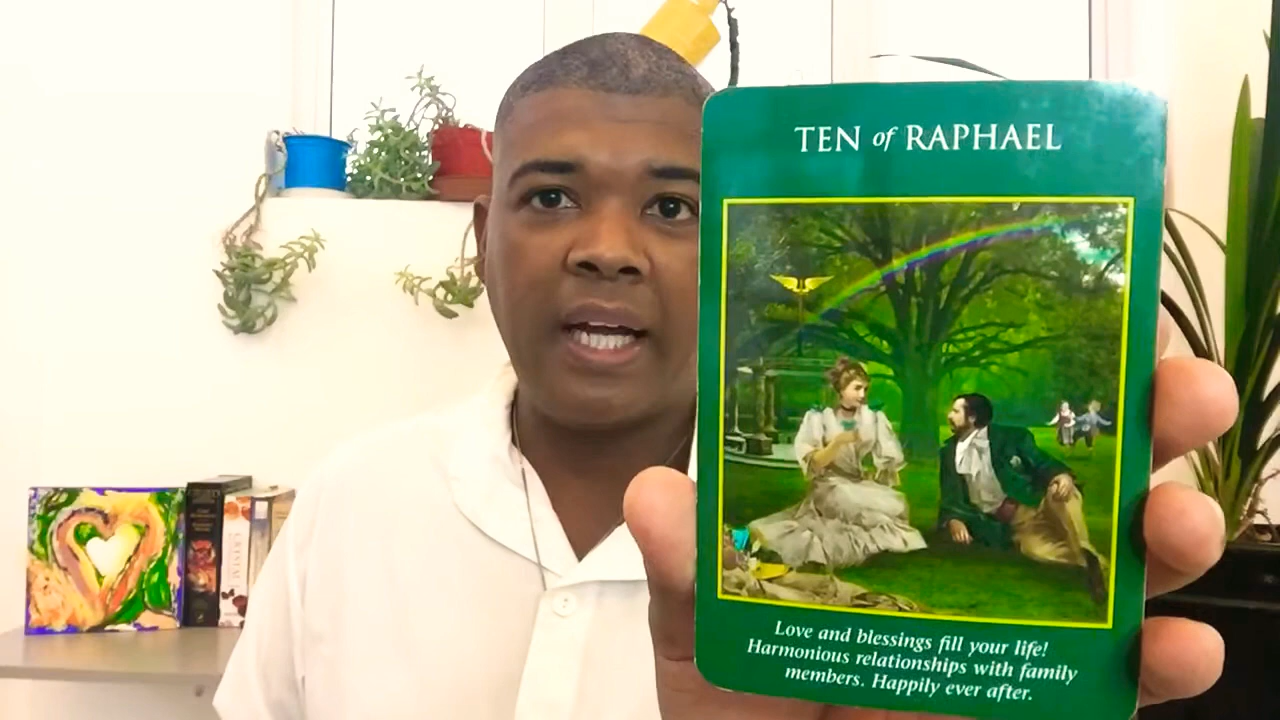 TEN of RAPHAEL
Love and blessings fill your life!
Harmonious relationships with family
members. Happily ever after.